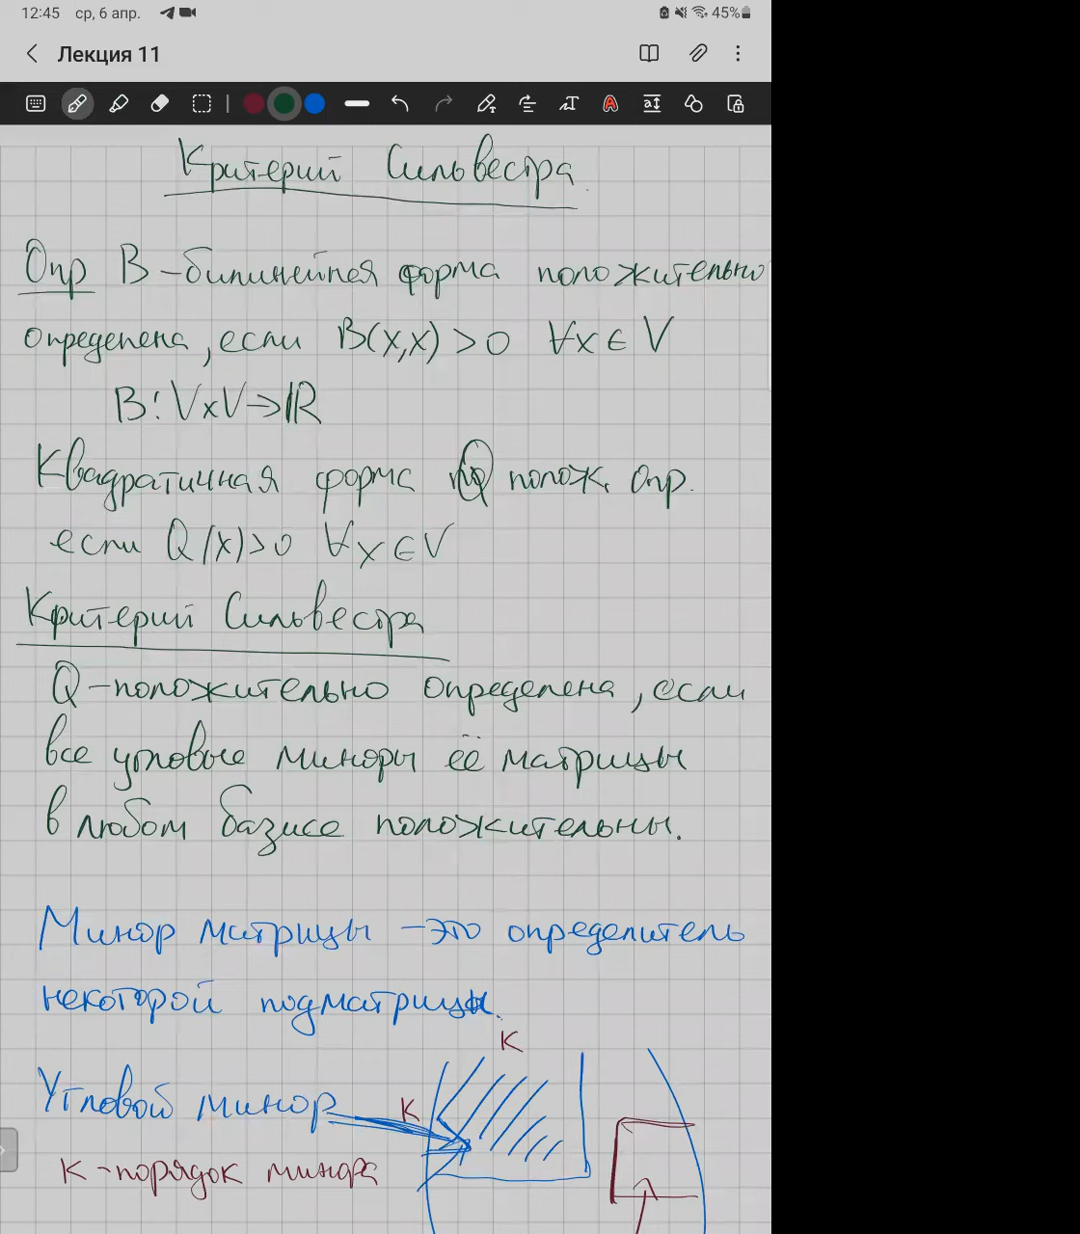 12:45 ср, 6 апр. 45%
Лекция 11
Критерий Сильвестра.
Опр B - билинейная форма положительно
определена, если B(x,x) > 0 ∀x ∈ V
B: V×V → ℝ
Квадратичная форма Q полож. опр.
если Q(x)>0 ∀x ∈ V
Критерий Сильвестра
Q - положительно определена, если
все угловые миноры её матрицы
в любом базисе положительны.
Минор матрицы - это определитель
некоторой подматрицы.
K
Угловой минор K
K - порядок минора